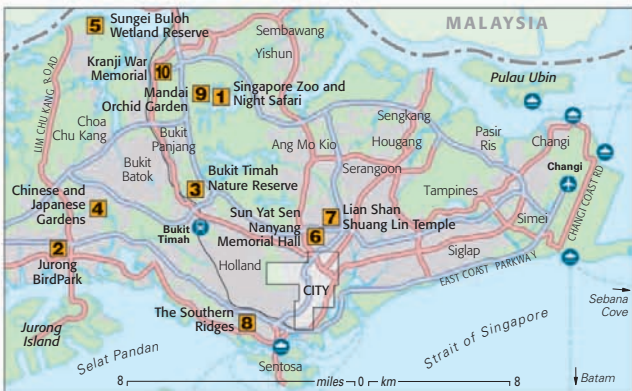 MALAYSIA
5
Sungei Buloh
Wetland Reserve
Sembawang
Yishun
Kranji War
Memorial
10
Mandai
Orchid Garden
9
1
Singapore Zoo and
Night Safari
Pulau Ubin
LIM CHU KANG ROAD
Choa
Chu Kang
Bukit
Panjang
Sengkang
Hougang
Pasir
Ris
Changi
Ang Mo Kio
Serangoon
Changi
Bukit
Batok
3
Bukit Timah
Nature Reserve
Tampines
Chinese and
Japanese
Gardens
4
Sun Yat Sen
Nanyang
Memorial Hall
7
6
Lian Shan
Shuang Lin Temple
Simei
CHANGI COAST RD
Bukit
Timah
2
Jurong
BirdPark
Holland
Siglap
CITY
EAST COAST PARKWAY
Sebana
Cove
The Southern
Ridges
8
Jurong
Island
Selat Pandan
Sentosa
Strait of Singapore
8 miles 0 km 8
Batam